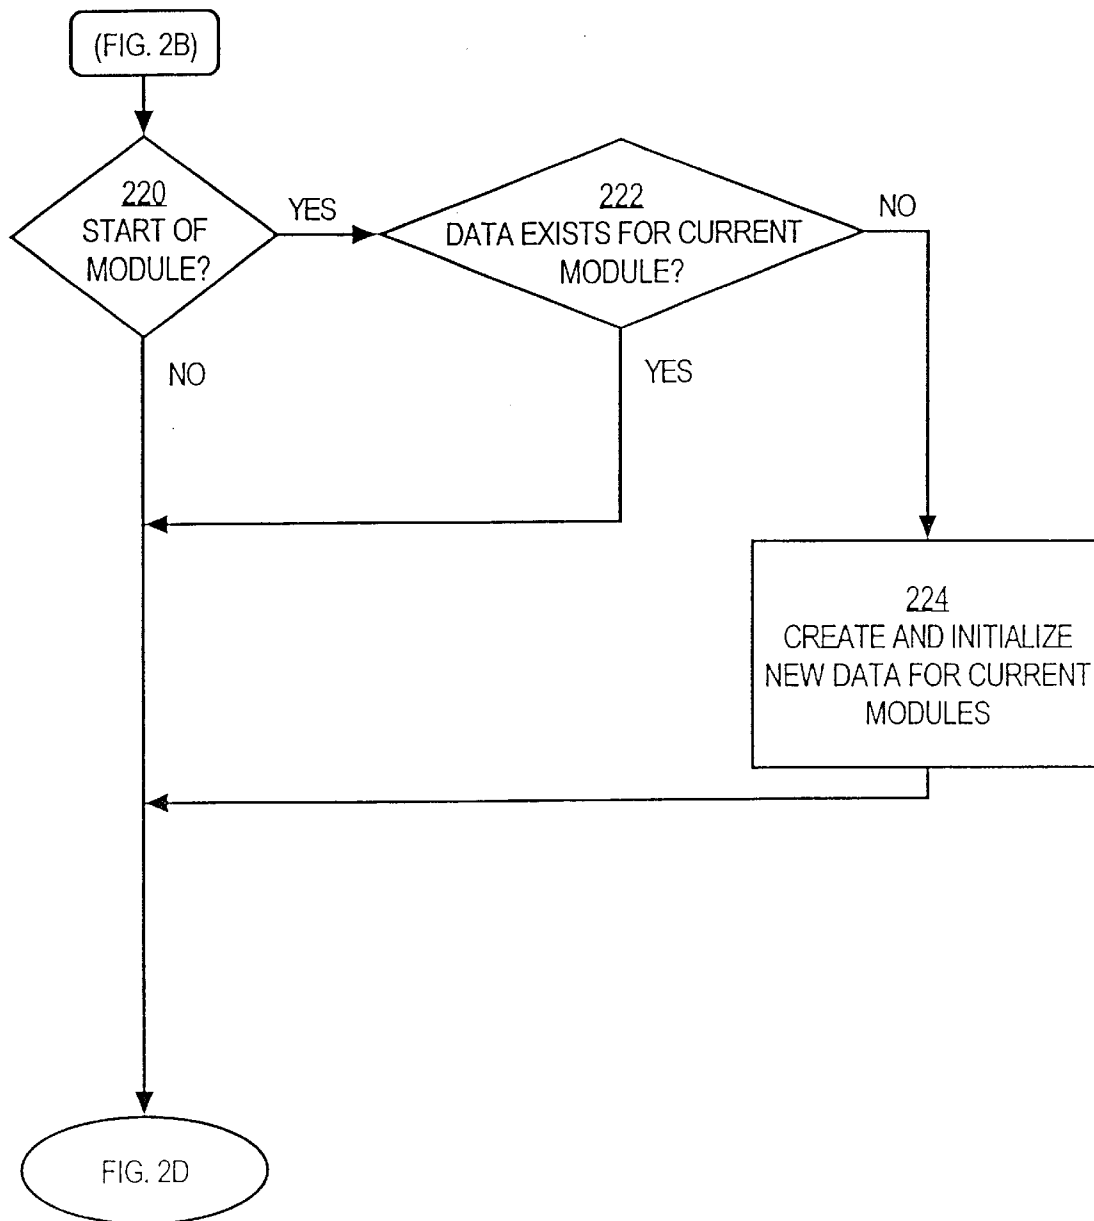 (FIG. 2B)
220
START OF
MODULE?
YES
222
DATA EXISTS FOR CURRENT
MODULE?
NO
NO
YES
224
CREATE AND INITIALIZE
NEW DATA FOR CURRENT
MODULES
FIG. 2D